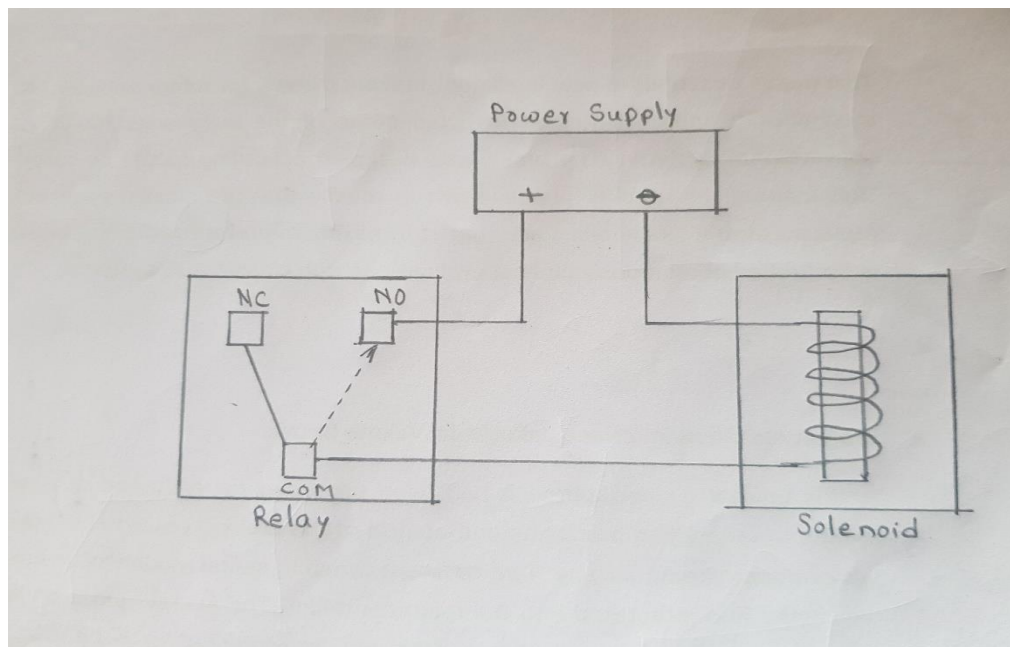 Power Supply
+ ⊖
NC NO
COM
Relay
Solenoid